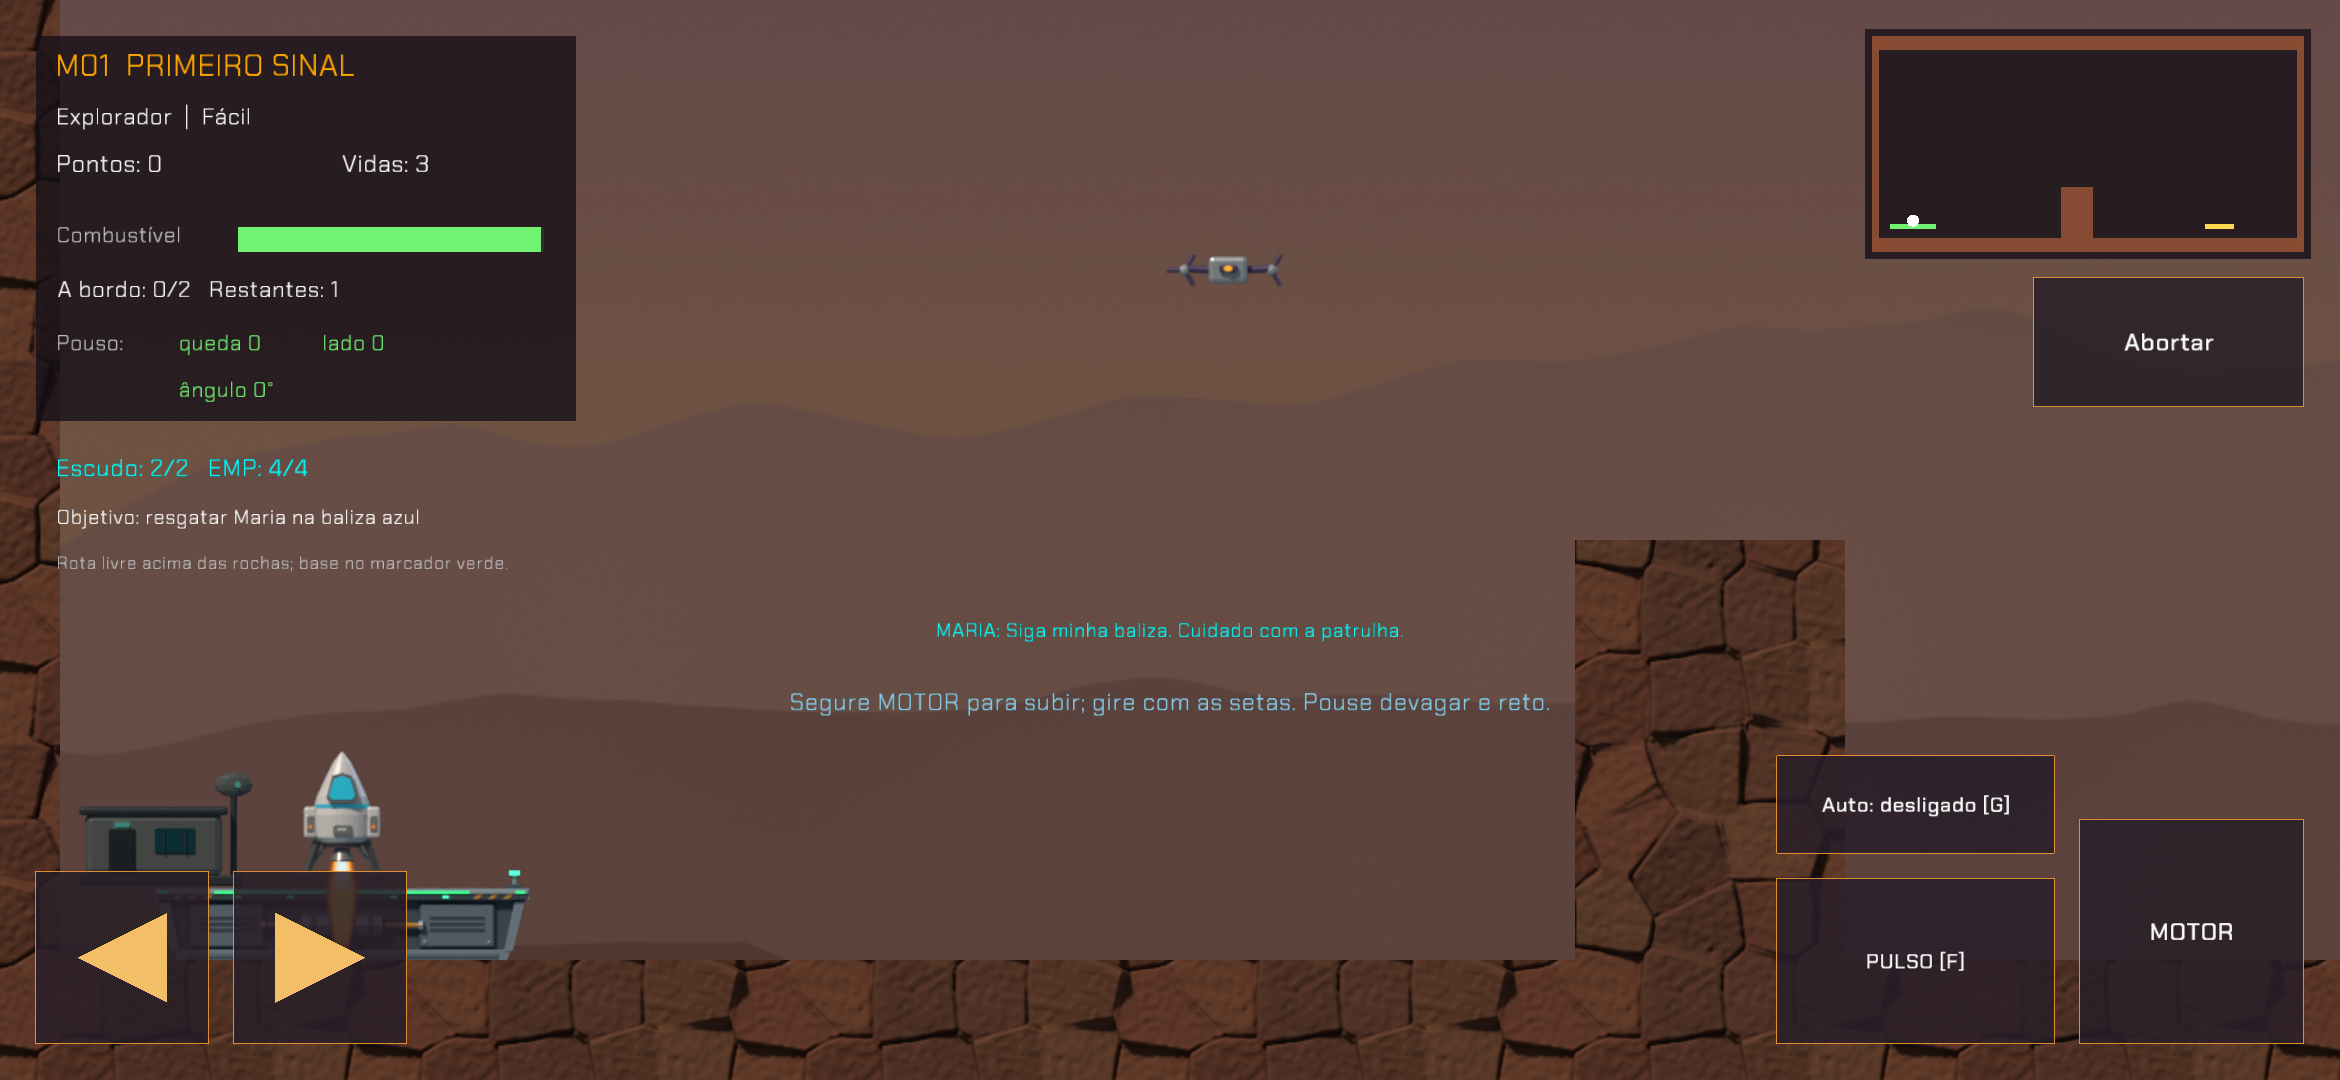 M01 PRIMEIRO SINAL
Explorador | Fácil
Pontos: 0 Vidas: 3
Combustível
A bordo: 0/2 Restantes: 1
Pouso: queda 0 lado 0
ângulo 0°
Escudo: 2/2 EMP: 4/4
Objetivo: resgatar Maria na baliza azul
Rota livre acima das rochas; base no marcador verde.
Abortar
MARIA: Siga minha baliza. Cuidado com a patrulha.
Segure MOTOR para subir; gire com as setas. Pouse devagar e reto.
Auto: desligado [G]
MOTOR
PULSO [F]